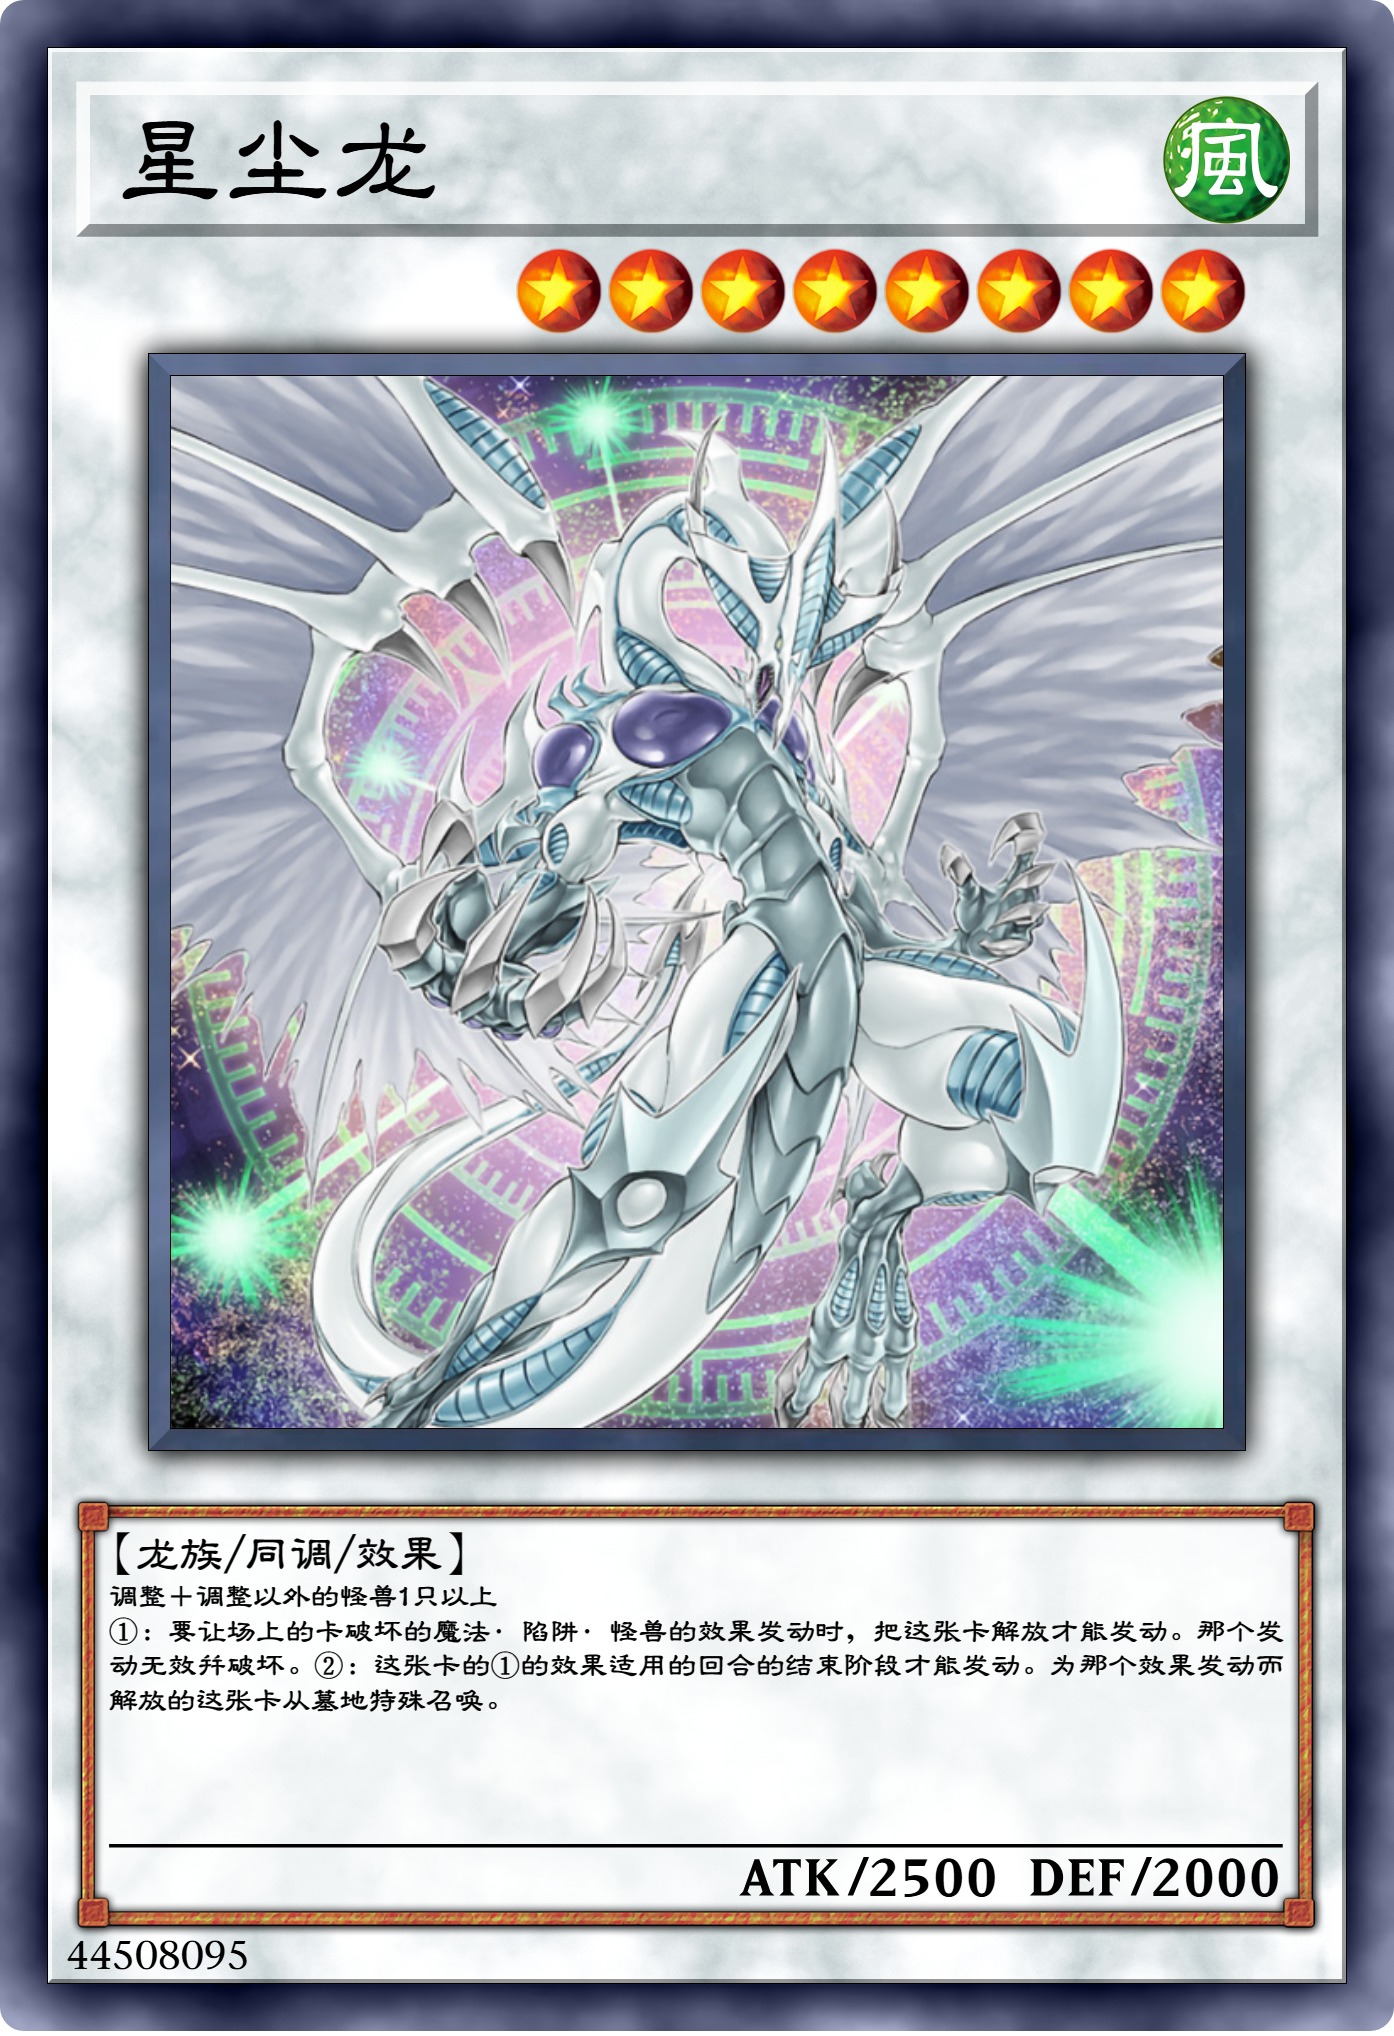 星尘龙
風
【龙族/同调/效果】
调整＋调整以外的怪兽1只以上
①：要让场上的卡破坏的魔法·陷阱·怪兽的效果发动时，把这张卡解放才能发动。那个发
动无效并破坏。②：这张卡的①的效果适用的回合的结束阶段才能发动。为那个效果发动而
解放的这张卡从墓地特殊召唤。
ATK/2500 DEF/2000
44508095